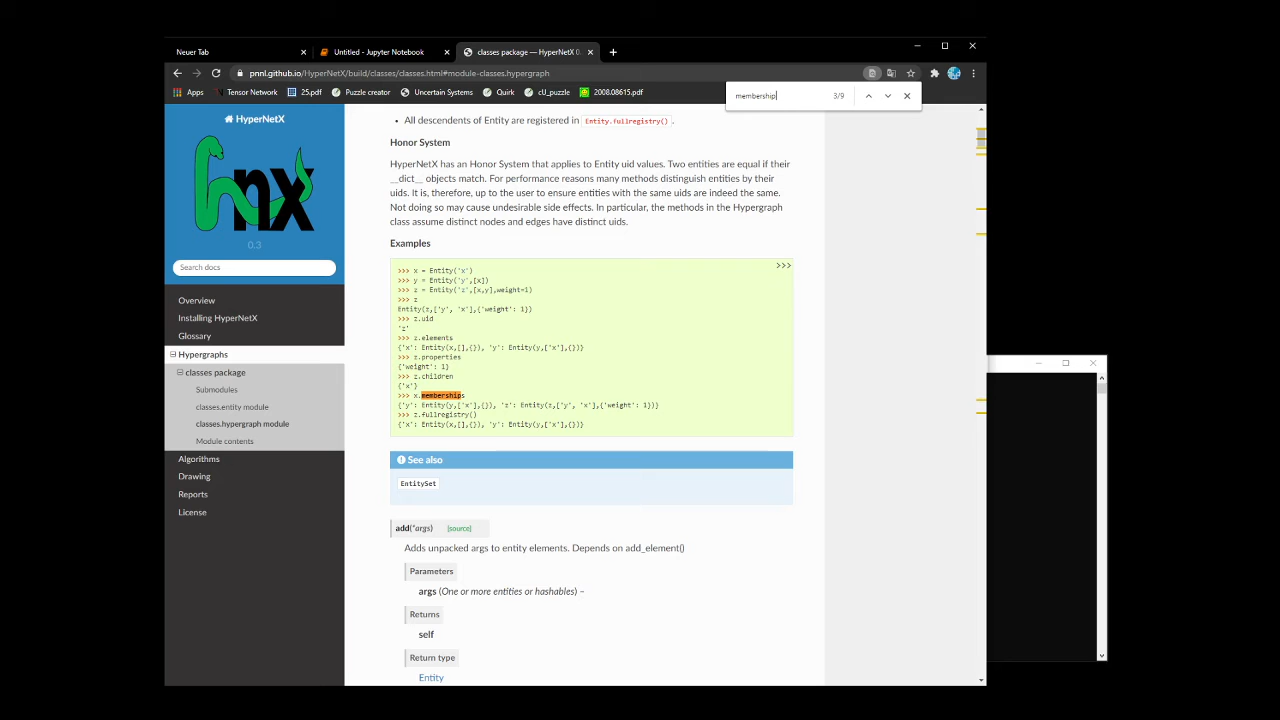 Neuer Tab
Untitled - Jupyter Notebook
classes package — HyperNetX 0.
pnnl.github.io/HyperNetX/build/classes/classes.html#module-classes.hypergraph
Apps
Tensor Network
25.pdf
Puzzle creator
Uncertain Systems
Quirk
cU_puzzle
2008.08615.pdf
membership
3/9
HyperNetX
hnx
0.3
Search docs
Overview
Installing HyperNetX
Glossary
Hypergraphs
classes package
Submodules
classes.entity module
classes.hypergraph module
Module contents
Algorithms
Drawing
Reports
License
• All descendents of Entity are registered in Entity.fullregistry() .
Honor System
HyperNetX has an Honor System that applies to Entity uid values. Two entities are equal if their
__dict__ objects match. For performance reasons many methods distinguish entities by their
uids. It is, therefore, up to the user to ensure entities with the same uids are indeed the same.
Not doing so may cause undesirable side effects. In particular, the methods in the Hypergraph
class assume distinct nodes and edges have distinct uids.
Examples
>>>
>>> x = Entity('x')
>>> y = Entity('y',[x])
>>> z = Entity('z',[x,y],weight=1)
>>> z
Entity(z,['y', 'x'],{'weight': 1})
>>> z.uid
'z'
>>> z.elements
{'x': Entity(x,[],{}), 'y': Entity(y,['x'],{})}
>>> z.properties
{'weight': 1}
>>> z.children
{'x'}
>>> x.memberships
{'y': Entity(y,['x'],{}), 'z': Entity(z,['y', 'x'],{'weight': 1})}
>>> z.fullregistry()
{'x': Entity(x,[],{}), 'y': Entity(y,['x'],{})}
See also
EntitySet
add(*args) [source]
Adds unpacked args to entity elements. Depends on add_element()
Parameters
args (One or more entities or hashables) –
Returns
self
Return type
Entity